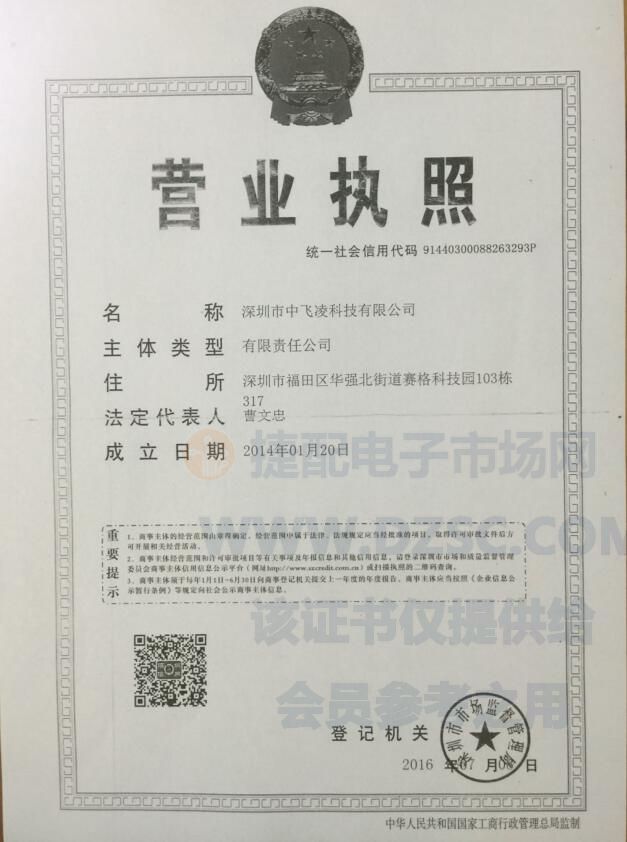 营业执照
统一社会信用代码 91440300088263293P
名称 深圳市中飞凌科技有限公司
主体类型 有限责任公司
住所 深圳市福田区华强北街道赛格科技园103栋
317
法定代表人 曹文忠
成立日期 2014年01月20日
捷配电子市场网
重要提示
1、商事主体的经营范围由章程确定。经营范围中属于法律、法规规定应当经批准的项目，取得许可审批文件后方
可开展相关经营活动。
2、商事主体经营范围和许可审批项目等有关事项及年报信息和其他信用信息，请登录深圳市市场和质量监督管理
委员会商事主体信用信息公示平台（网址http://www.szcredit.com.cn）或扫描执照的二维码查询。
3、商事主体须于每年1月1日-6月30日向商事登记机关提交上一年度的年度报告。商事主体应当按照《企业信息公
示暂行条例》等规定向社会公示商事主体信息。
该证书仅提供给
会员参考之用
登记机关
深圳市市场监督管理局
2016 年07 月 日
中华人民共和国国家工商行政管理总局监制